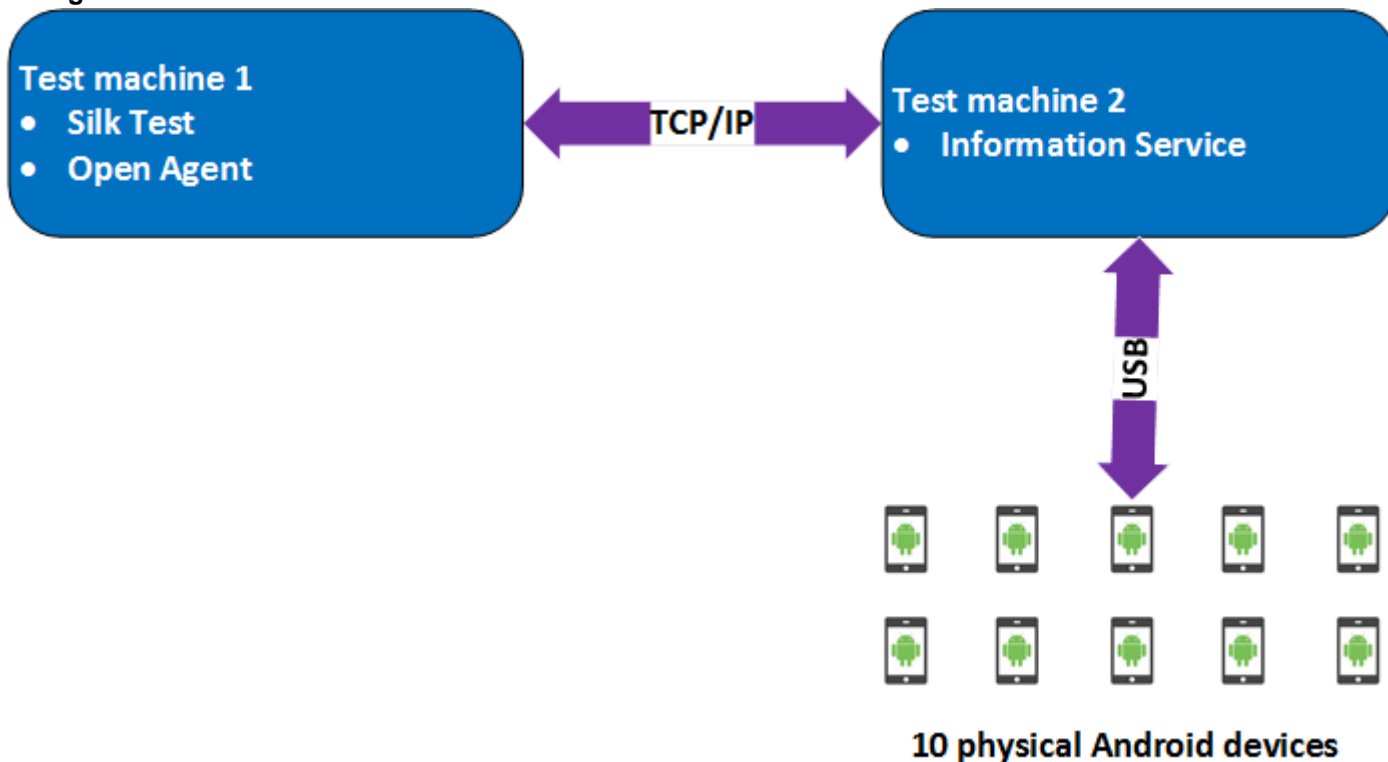 Test machine 1
• Silk Test
• Open Agent
TCP/IP
Test machine 2
• Information Service
USB
10 physical Android devices